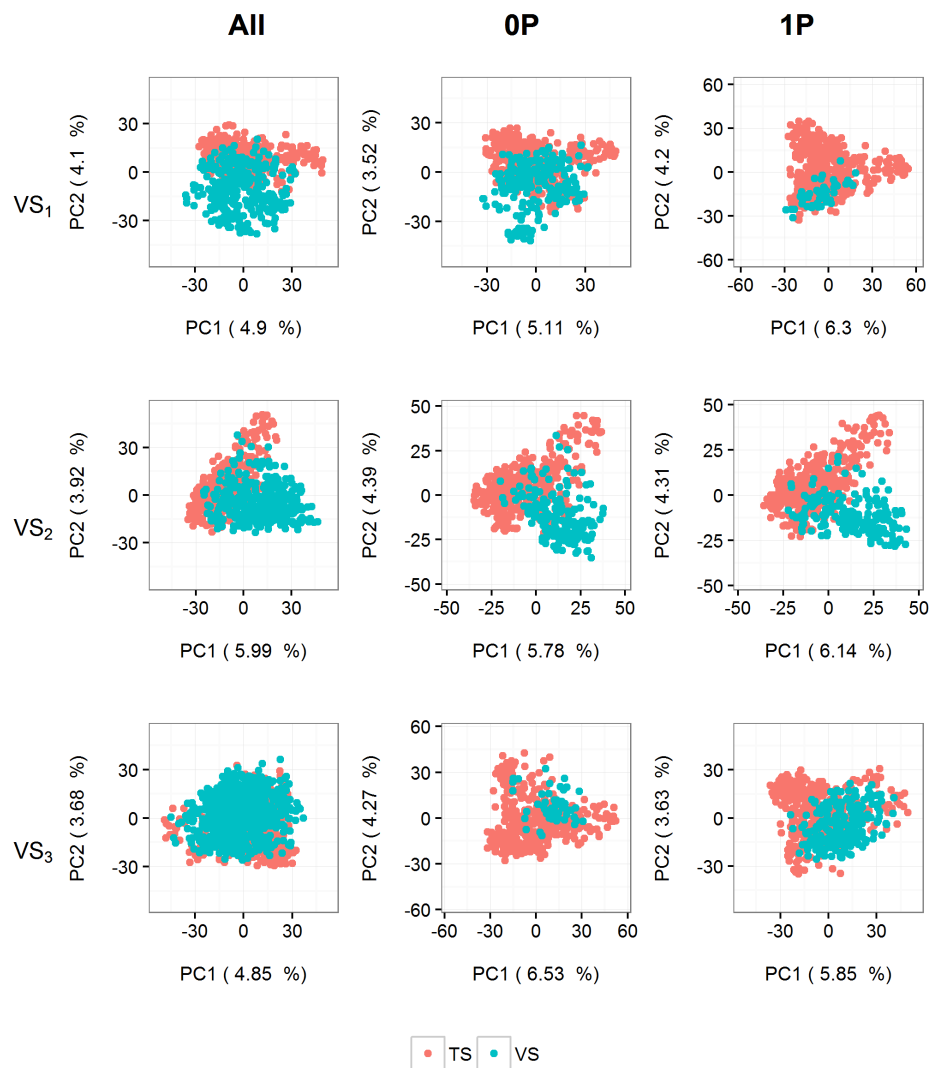 All 0P 1P
VS1
PC2 ( 4.1 %)
30
0
-30
-30 0 30
PC1 ( 4.9 %)
PC2 ( 3.52 %)
30
0
-30
-30 0 30
PC1 ( 5.11 %)
PC2 ( 4.2 %)
60
30
0
-30
-60
-60 -30 0 30 60
PC1 ( 6.3 %)
VS2
PC2 ( 3.92 %)
30
0
-30
-30 0 30
PC1 ( 5.99 %)
PC2 ( 4.39 %)
50
25
0
-25
-50
-50 -25 0 25 50
PC1 ( 5.78 %)
PC2 ( 4.31 %)
50
25
0
-25
-50
-50 -25 0 25 50
PC1 ( 6.14 %)
VS3
PC2 ( 3.68 %)
30
0
-30
-30 0 30
PC1 ( 4.85 %)
PC2 ( 4.27 %)
60
30
0
-30
-60
-60 -30 0 30 60
PC1 ( 6.53 %)
PC2 ( 3.63 %)
30
0
-30
-30 0 30
PC1 ( 5.85 %)
TS VS